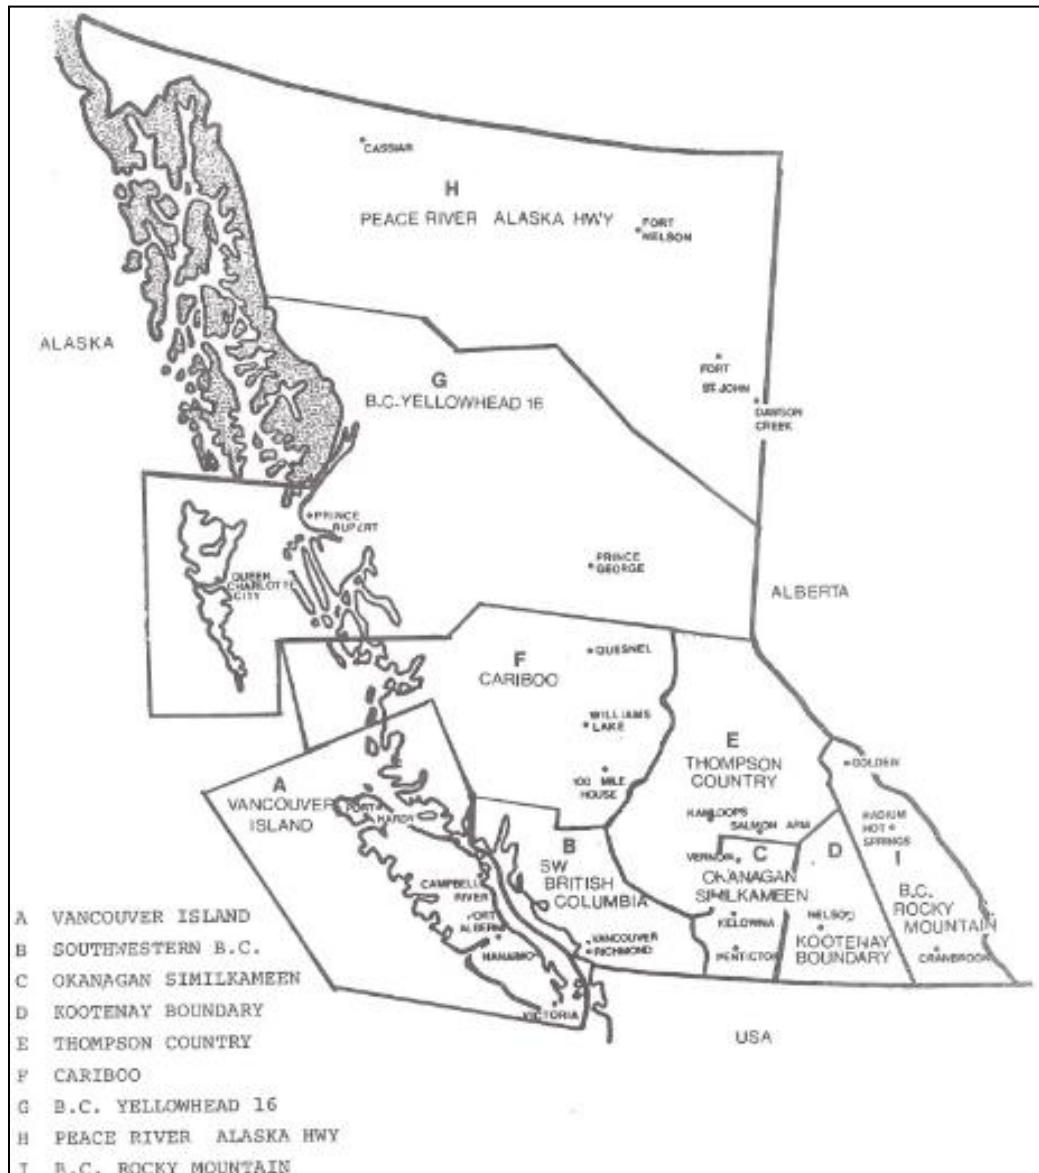 CASSIAR
H
PEACE RIVER ALASKA HW'Y
FORT
NELSON
ALASKA
FORT
ST. JOHN
G
B.C. YELLOWHEAD 16
DAWSON
CREEK
PRINCE
RUPERT
PRINCE
GEORGE
QUEEN
CHARLOTTE
CITY
ALBERTA
F
CARIBOO
QUESNEL
WILLIAMS
LAKE
E
THOMPSON
COUNTRY
GOLDEN
100 MILE
HOUSE
A
VANCOUVER
ISLAND
PORT
HARDY
KAMLOOPS
SALMON ARM
RADIUM
HOT
SPRINGS
B
SW
BRITISH
COLUMBIA
VERNON
C
OKANAGAN
SIMILKAMEEN
D
I
B.C.
ROCKY
MOUNTAIN
CAMPBELL
RIVER
PORT
ALBERNI
NANAIMO
KELOWNA
NELSON
VANCOUVER
RICHMOND
PENTICTON
KOOTENAY
BOUNDARY
CRANBROOK
VICTORIA
USA
A VANCOUVER ISLAND
B SOUTHWESTERN B.C.
C OKANAGAN SIMILKAMEEN
D KOOTENAY BOUNDARY
E THOMPSON COUNTRY
F CARIBOO
G B.C. YELLOWHEAD 16
H PEACE RIVER ALASKA HWY
I B.C. ROCKY MOUNTAIN